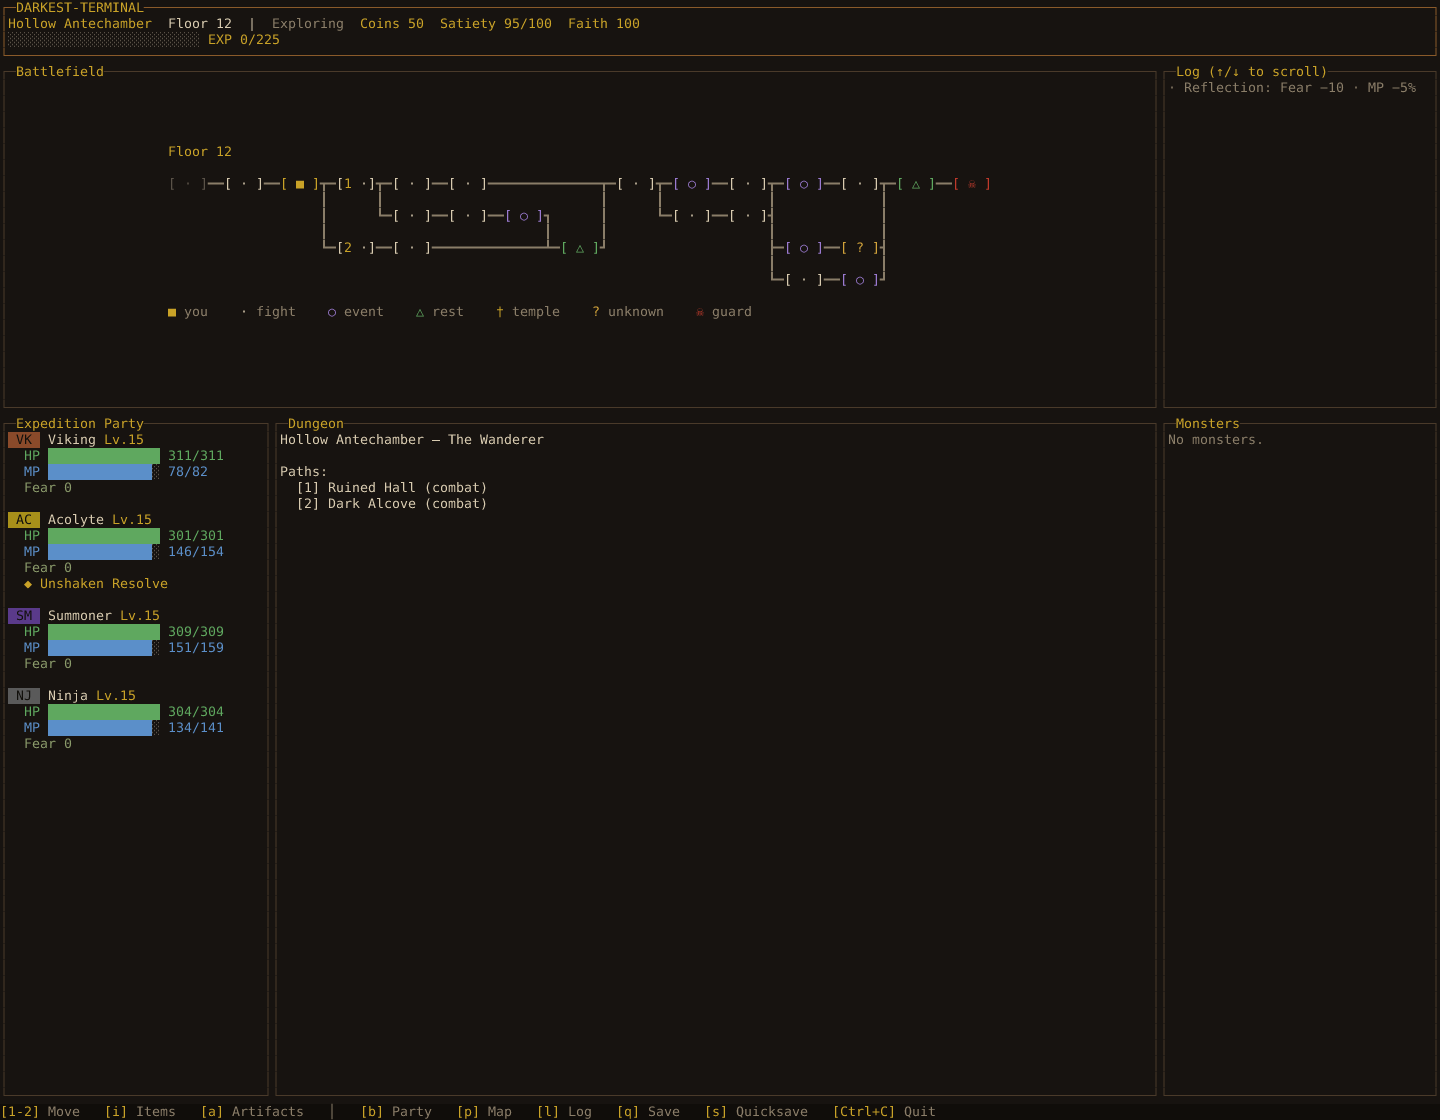 DARKEST-TERMINAL
Hollow Antechamber  Floor 12  |  Exploring  Coins 50  Satiety 95/100  Faith 100
EXP 0/225
Battlefield
Floor 12
[ · ]──[ · ]──[ ■ ]┬─[1 ·]┬─[ · ]──[ · ]──────────────┬─[ · ]┬─[ ○ ]──[ · ]┬─[ ○ ]──[ · ]┬─[ △ ]──[ ☠ ]
└─[ · ]──[ · ]──[ ○ ]┐ └─[ · ]──[ · ]┤
└─[2 ·]──[ · ]──────────────┴─[ △ ]┘ ├─[ ○ ]──[ ? ]┤
└─[ · ]──[ ○ ]┘
■ you    · fight    ○ event    △ rest    † temple    ? unknown    ☠ guard
Log (↑/↓ to scroll)
· Reflection: Fear −10 · MP −5%
Expedition Party
VK Viking Lv.15
HP 311/311
MP 78/82
Fear 0
AC Acolyte Lv.15
HP 301/301
MP 146/154
Fear 0
◆ Unshaken Resolve
SM Summoner Lv.15
HP 309/309
MP 151/159
Fear 0
NJ Ninja Lv.15
HP 304/304
MP 134/141
Fear 0
Dungeon
Hollow Antechamber — The Wanderer
Paths:
[1] Ruined Hall (combat)
[2] Dark Alcove (combat)
Monsters
No monsters.
[1-2] Move   [i] Items   [a] Artifacts   │   [b] Party   [p] Map   [l] Log   [q] Save   [s] Quicksave   [Ctrl+C] Quit